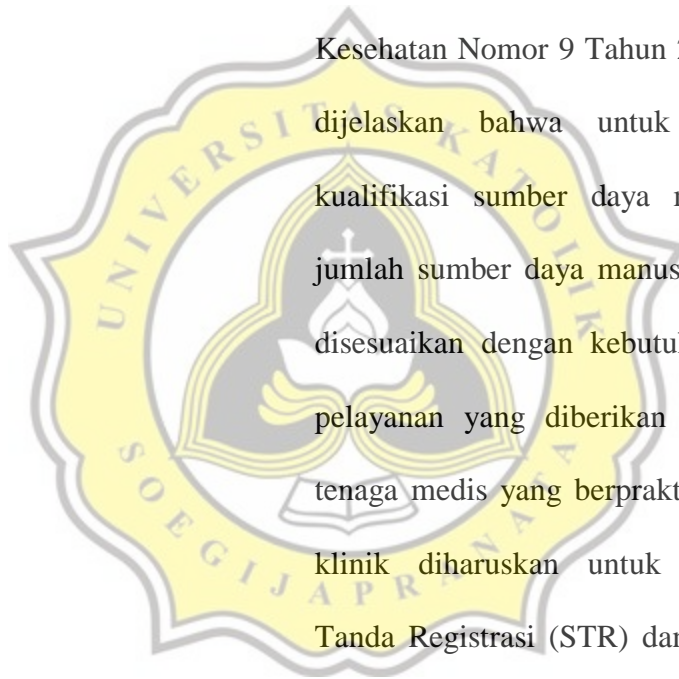 Kesehatan Nomor 9 Tahun
dijelaskan bahwa untuk
kualifikasi sumber daya
jumlah sumber daya manus
disesuaikan dengan kebutu
pelayanan yang diberikan
tenaga medis yang berprakt
klinik diharuskan untuk
Tanda Registrasi (STR) dan
UNIVERSITAS KATOLIK
SOEGIJAPRANATA